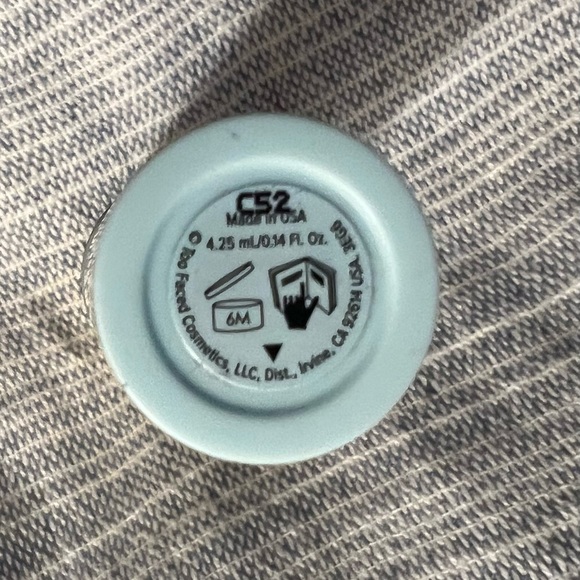 C52
Made in USA
4.25 mL/0.14 Fl. Oz.
6M
© Too Faced Cosmetics, LLC, Dist., Irvine, CA 92614 USA. 3EG8